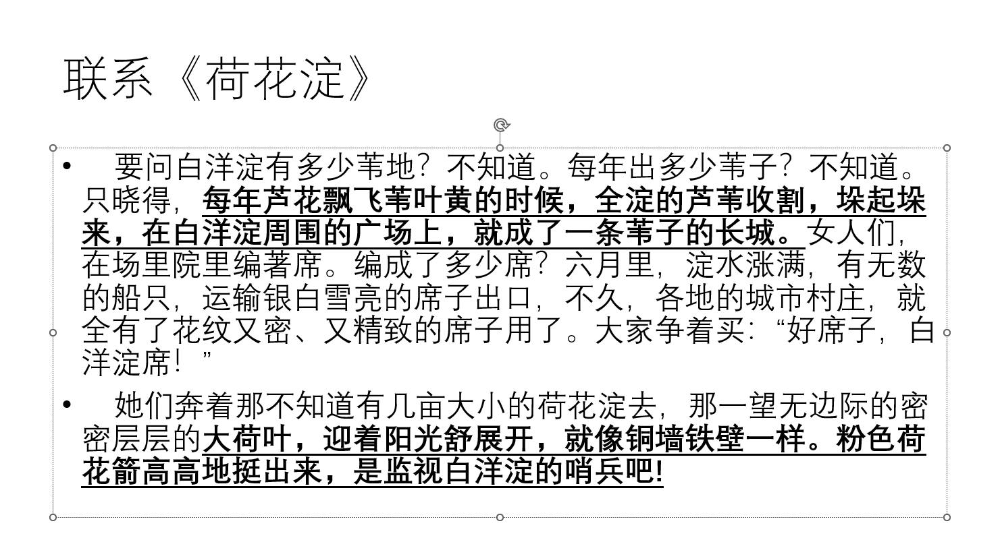 联系《荷花淀》
• 要问白洋淀有多少苇地？不知道。每年出多少苇子？不知道。
只晓得，每年芦花飘飞苇叶黄的时候，全淀的芦苇收割，垛起垛
来，在白洋淀周围的广场上，就成了一条苇子的长城。女人们，
在场里院里编著席。编成了多少席？六月里，淀水涨满，有无数
的船只，运输银白雪亮的席子出口，不久，各地的城市村庄，就
全有了花纹又密、又精致的席子用了。大家争着买：“好席子，白
洋淀席！”
• 她们奔着那不知道有几亩大小的荷花淀去，那一望无边际的密
密层层的大荷叶，迎着阳光舒展开，就像铜墙铁壁一样。粉色荷
花箭高高地挺出来，是监视白洋淀的哨兵吧!